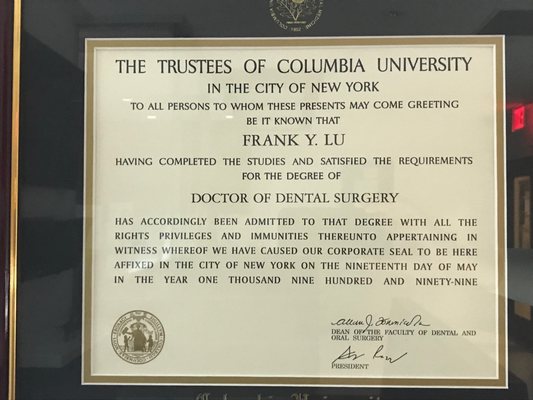 THE TRUSTEES OF COLUMBIA UNIVERSITY
IN THE CITY OF NEW YORK
TO ALL PERSONS TO WHOM THESE PRESENTS MAY COME GREETING
BE IT KNOWN THAT
FRANK Y. LU
HAVING COMPLETED THE STUDIES AND SATISFIED THE REQUIREMENTS
FOR THE DEGREE OF
DOCTOR OF DENTAL SURGERY
HAS ACCORDINGLY BEEN ADMITTED TO THAT DEGREE WITH ALL THE
RIGHTS PRIVILEGES AND IMMUNITIES THEREUNTO APPERTAINING IN
WITNESS WHEREOF WE HAVE CAUSED OUR CORPORATE SEAL TO BE HERE
AFFIXED IN THE CITY OF NEW YORK ON THE NINETEENTH DAY OF MAY
IN THE YEAR ONE THOUSAND NINE HUNDRED AND NINETY-NINE
DEAN OF THE FACULTY OF DENTAL AND
ORAL SURGERY
PRESIDENT